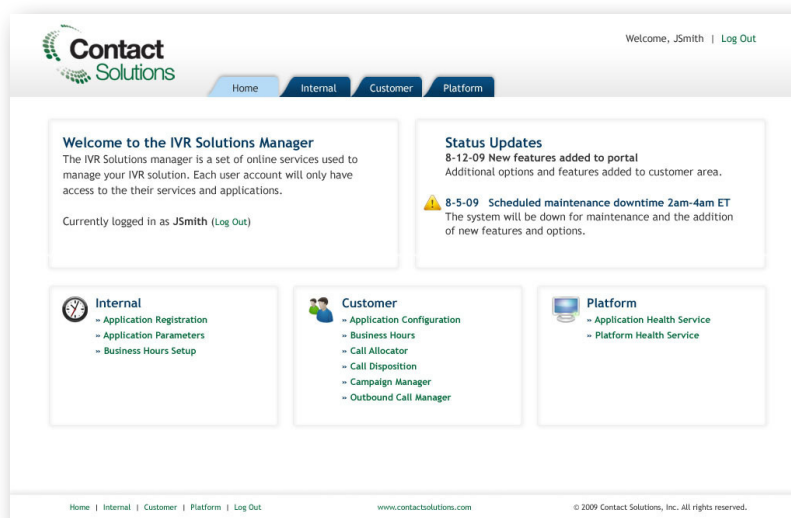 Contact
Solutions
Welcome, JSmith | Log Out
Home
Internal
Customer
Platform
Welcome to the IVR Solutions Manager
The IVR Solutions manager is a set of online services used to
manage your IVR solution. Each user account will only have
access to the their services and applications.
Currently logged in as JSmith (Log Out)
Status Updates
8-12-09 New features added to portal
Additional options and features added to customer area.
8-5-09 Scheduled maintenance downtime 2am-4am ET
The system will be down for maintenance and the addition
of new features and options.
Internal
» Application Registration
» Application Parameters
» Business Hours Setup
Customer
» Application Configuration
» Business Hours
» Call Allocator
» Call Disposition
» Campaign Manager
» Outbound Call Manager
Platform
» Application Health Service
» Platform Health Service
Home | Internal | Customer | Platform | Log Out
www.contactsolutions.com
© 2009 Contact Solutions, Inc. All rights reserved.